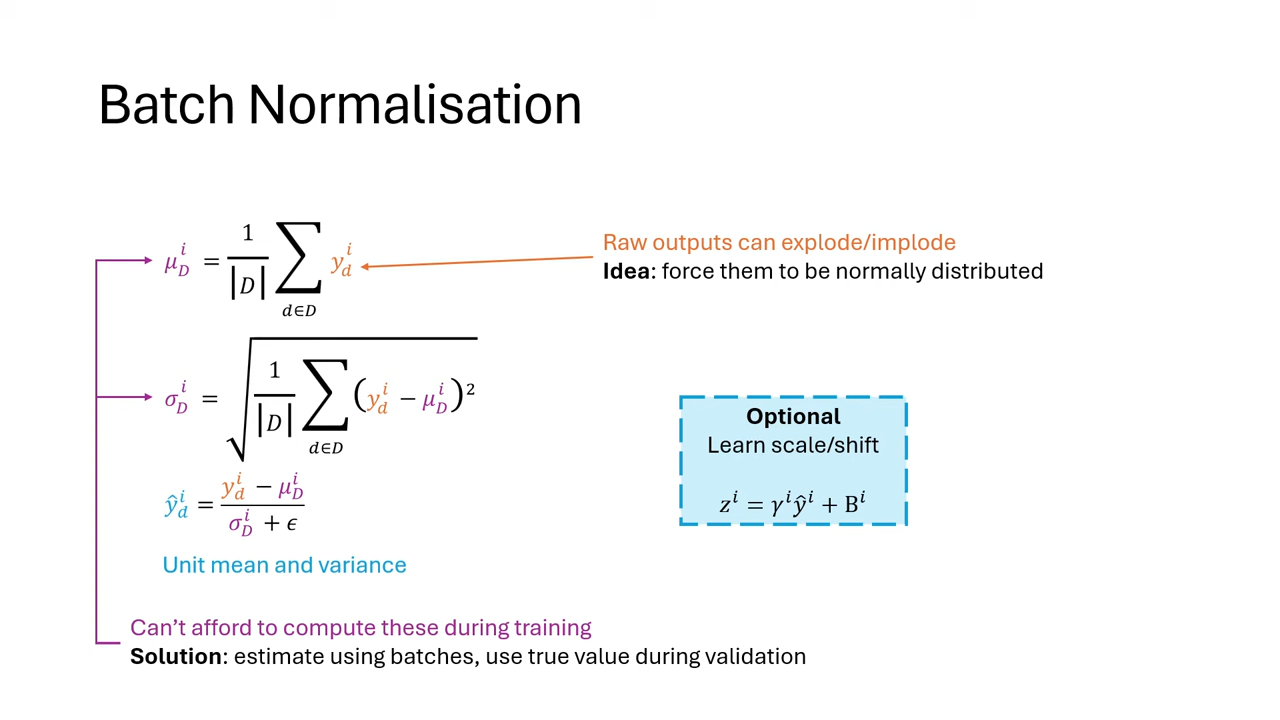 Batch Normalisation
μ_D^i = 1/|D| ∑_{d∈D} y_d^i
Raw outputs can explode/implode
Idea: force them to be normally distributed
σ_D^i = √(1/|D| ∑_{d∈D} (y_d^i − μ_D^i)²)
Optional
Learn scale/shift
z^i = γ^i ŷ^i + Β^i
ŷ_d^i = (y_d^i − μ_D^i)/(σ_D^i + ϵ)
Unit mean and variance
Can’t afford to compute these during training
Solution: estimate using batches, use true value during validation